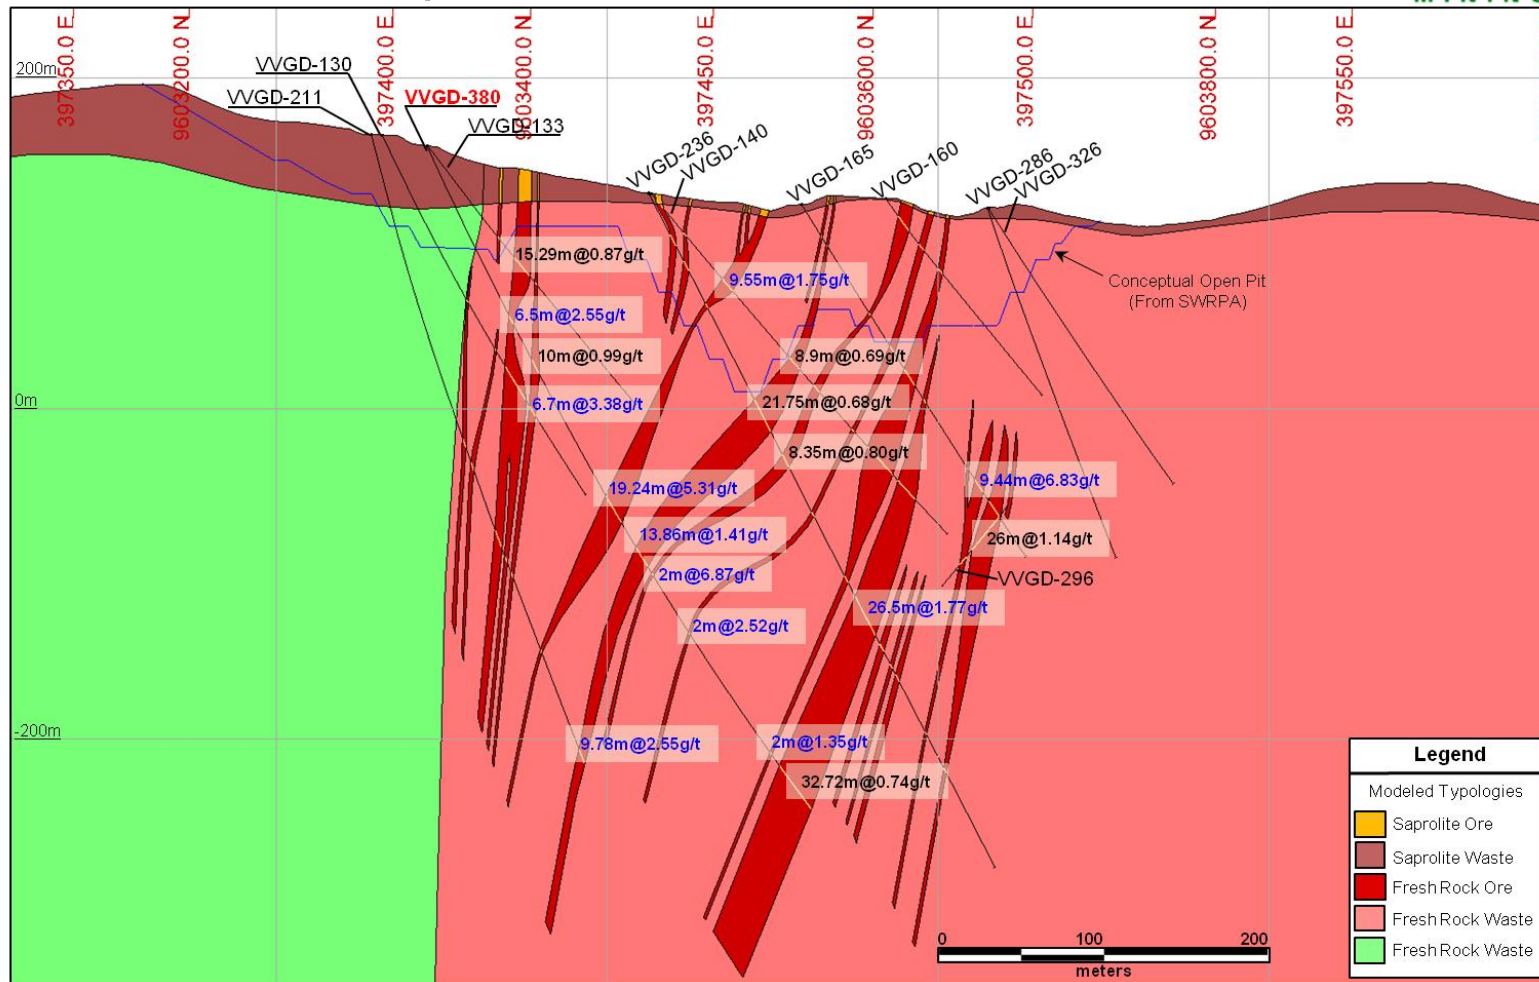 397350.0 E
9603200.0 N
397400.0 E
9603400.0 N
397450.0 E
9603600.0 N
397500.0 E
9603800.0 N
397550.0 E
200m
VVGD-130
VVGD-211
VVGD-380
VVGD-133
VVGD-236
VVGD-140
VVGD-165
VVGD-160
VVGD-286
VVGD-326
15.29m@0.87g/t
9.55m@1.75g/t
Conceptual Open Pit
(From SWRPA)
6.5m@2.55g/t
10m@0.99g/t
8.9m@0.69g/t
0m
6.7m@3.38g/t
21.75m@0.68g/t
8.35m@0.80g/t
19.24m@5.31g/t
9.44m@6.83g/t
13.86m@1.41g/t
26m@1.14g/t
2m@6.87g/t
VVGD-296
26.5m@1.77g/t
2m@2.52g/t
-200m
9.78m@2.55g/t
2m@1.35g/t
32.72m@0.74g/t
Legend
Modeled Typologies
Saprolite Ore
Saprolite Waste
Fresh Rock Ore
Fresh Rock Waste
Fresh Rock Waste
0 100 200
meters